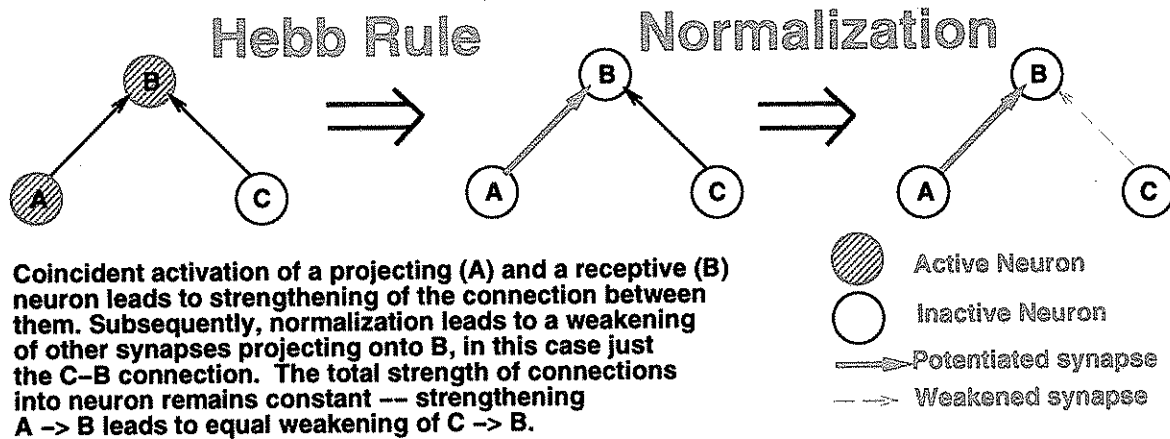 Hebb Rule
Normalization
B
A
C
B
A
C
B
A
C
Coincident activation of a projecting (A) and a receptive (B)
neuron leads to strengthening of the connection between
them. Subsequently, normalization leads to a weakening
of other synapses projecting onto B, in this case just
the C–B connection. The total strength of connections
into neuron remains constant –– strengthening
A –> B leads to equal weakening of C –> B.
Active Neuron
Inactive Neuron
Potentiated synapse
Weakened synapse